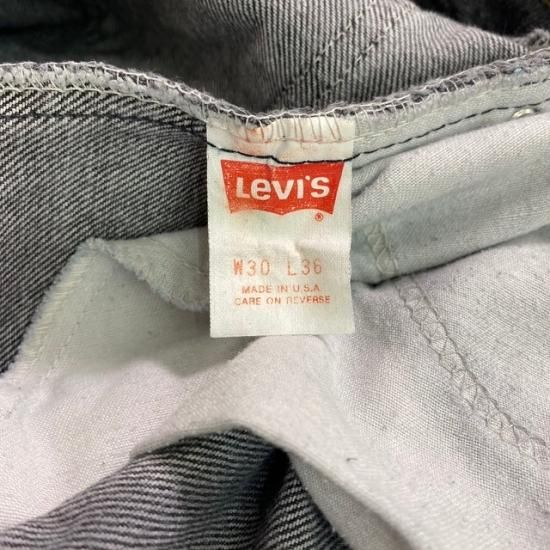 Levi's
®
W30 L36
MADE IN U.S.A
CARE ON REVERSE